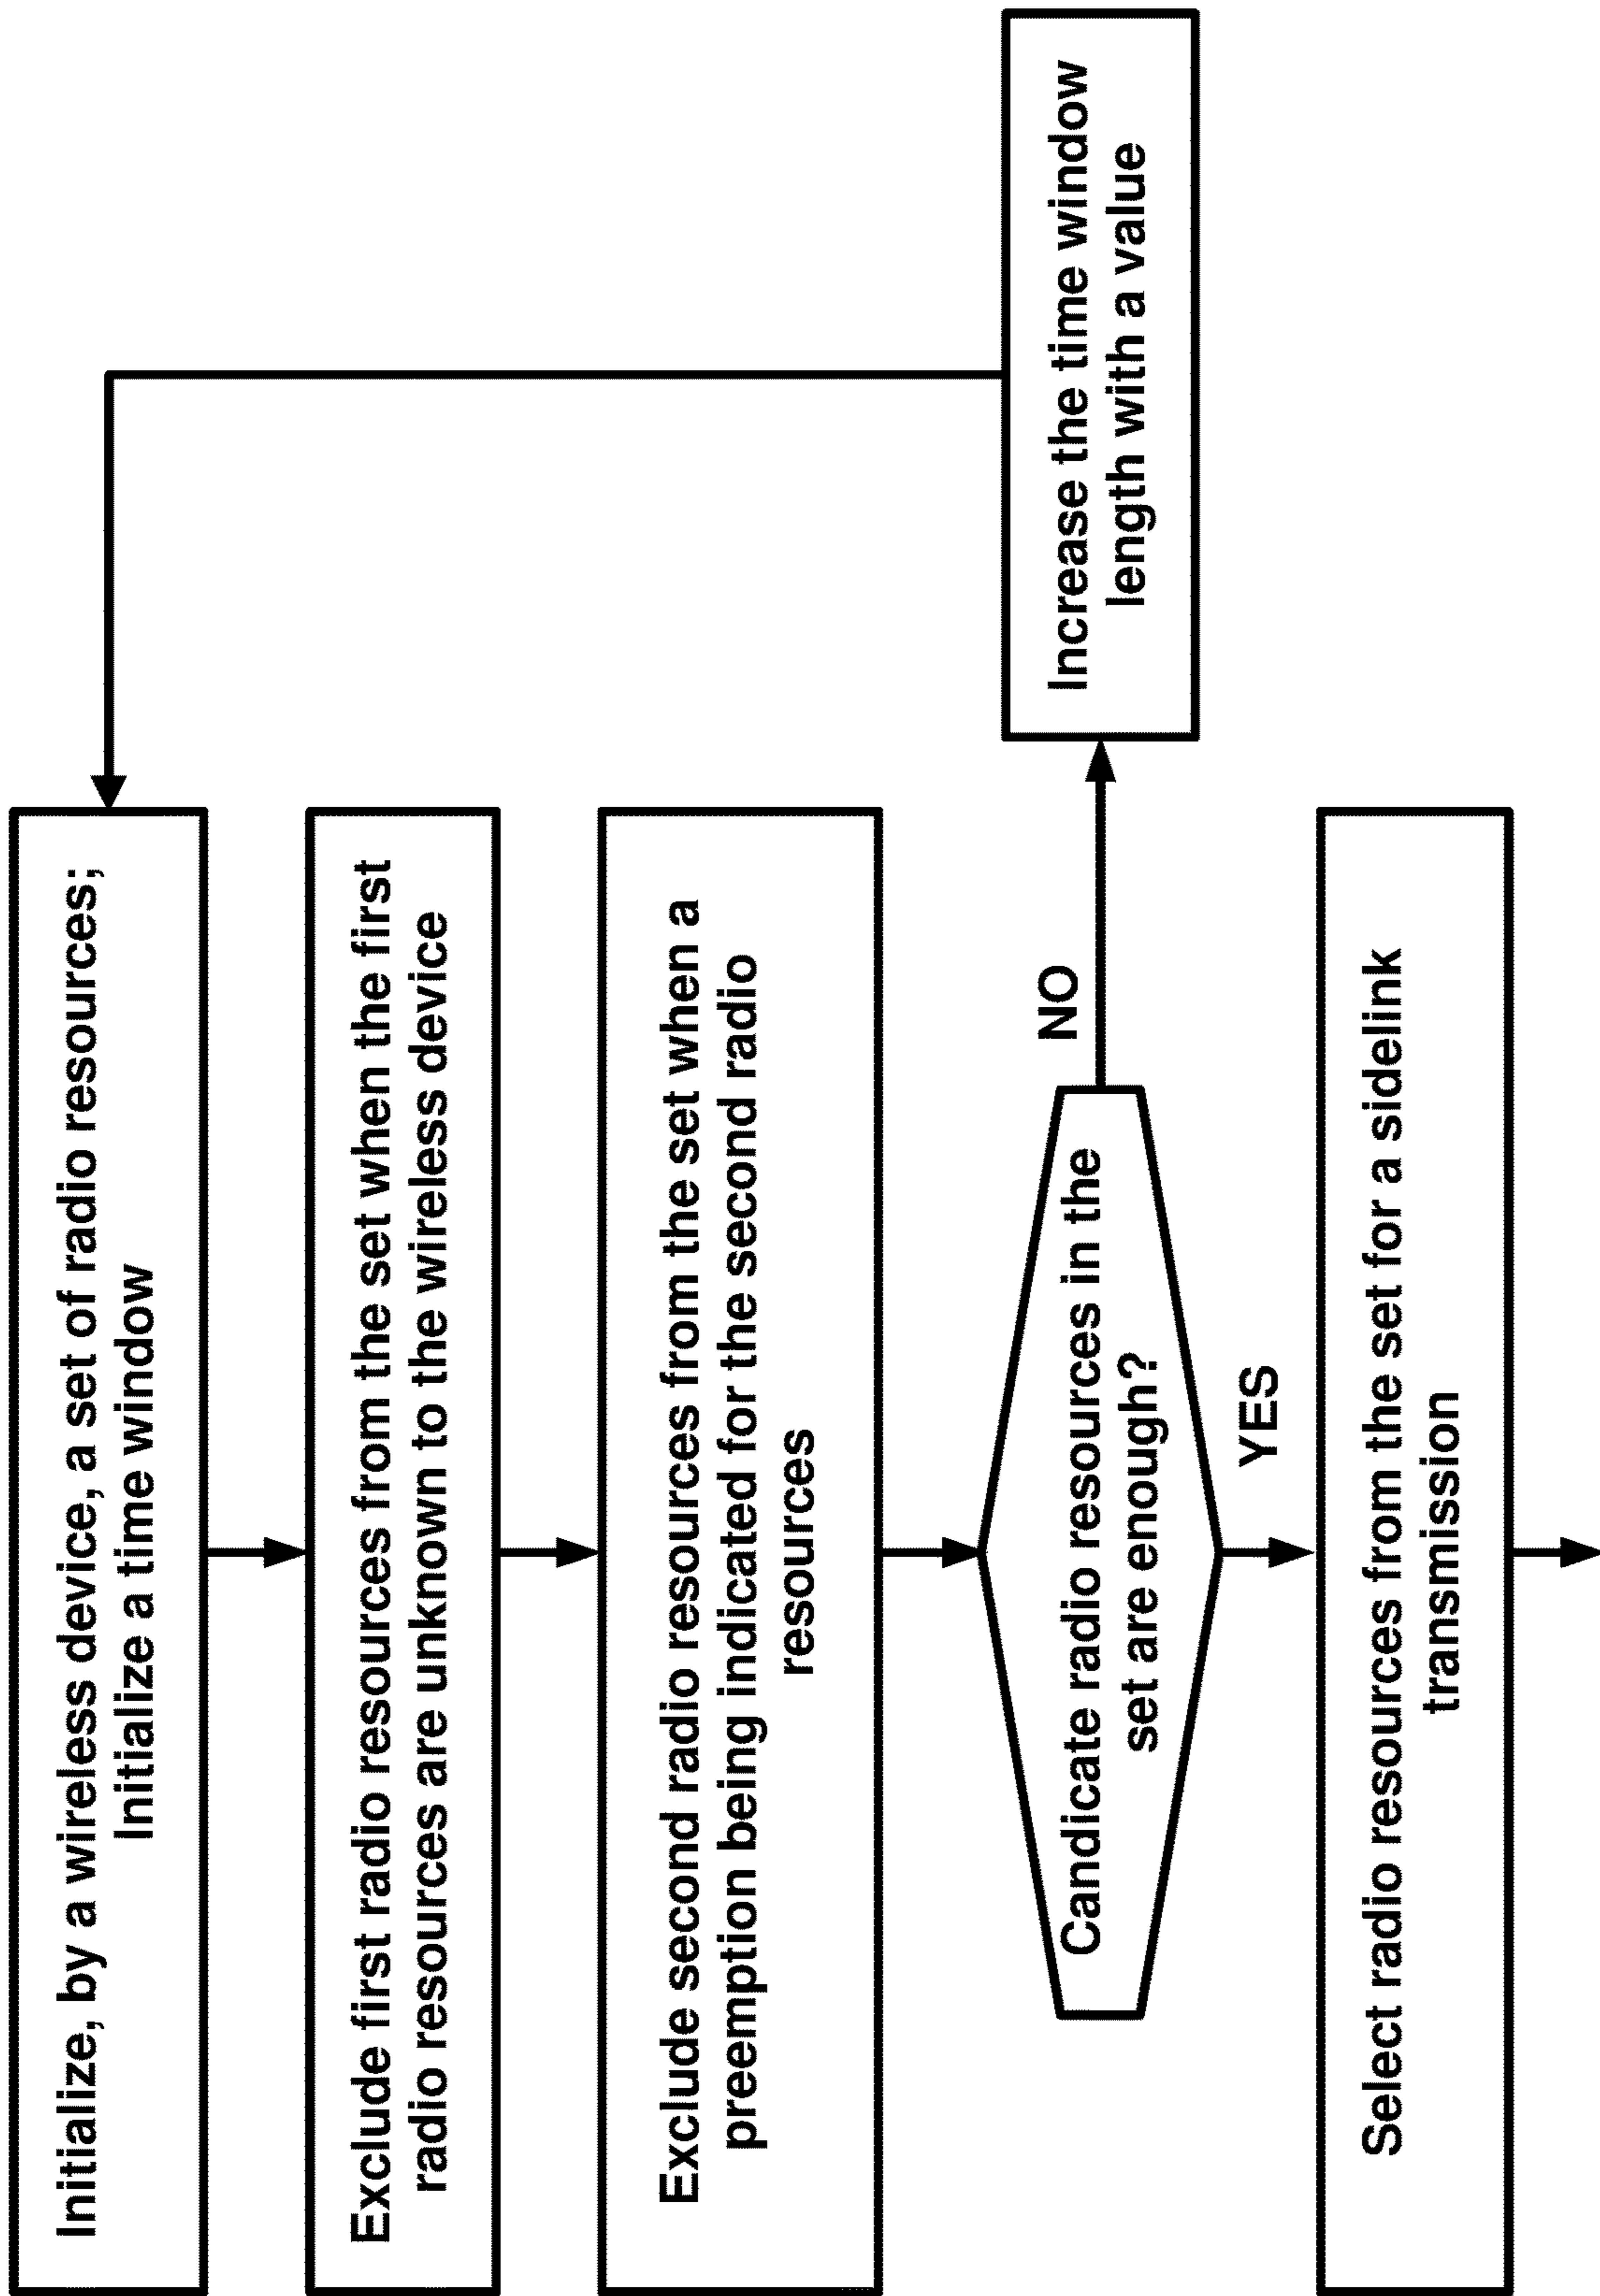 Initialize, by a wireless device, a set of radio resources;
Initialize a time window
Exclude first radio resources from the set when the first
radio resources are unknown to the wireless device
Exclude second radio resources from the set when a
preemption being indicated for the second radio
resources
Candicate radio resources in the
set are enough?
NO
Increase the time window
length with a value
YES
Select radio resources from the set for a sidelink
transmission